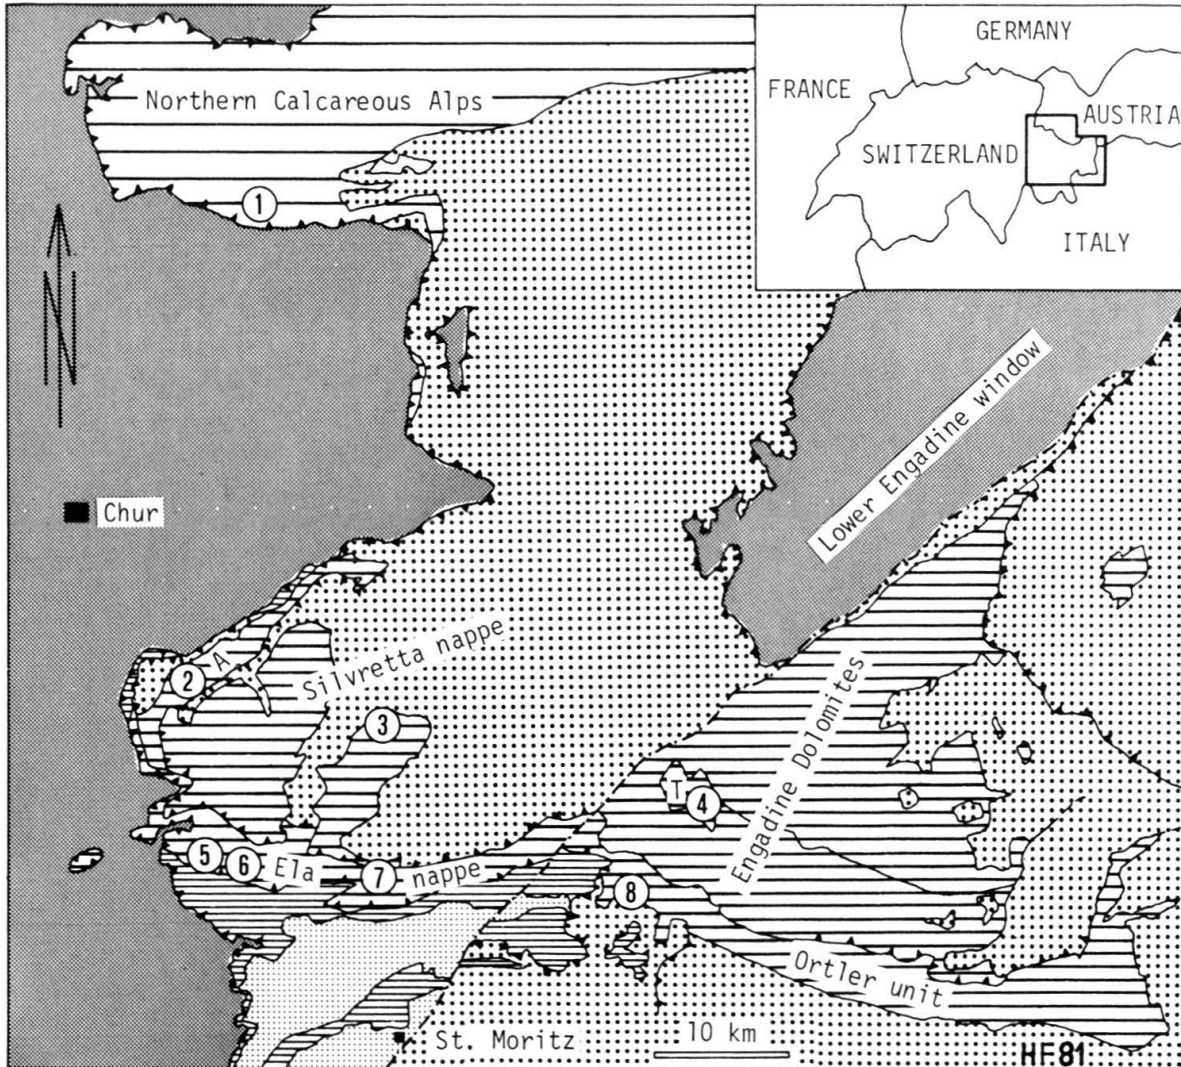 GERMANY
FRANCE
AUSTRIA
SWITZERLAND
ITALY
Northern Calcareous Alps
1
N
Lower Engadine window
Chur
A
2
Silvretta nappe
3
Engadine Dolomites
T
4
5
6
Ela
7
nappe
8
Ortler unit
St. Moritz
10 km
HF81